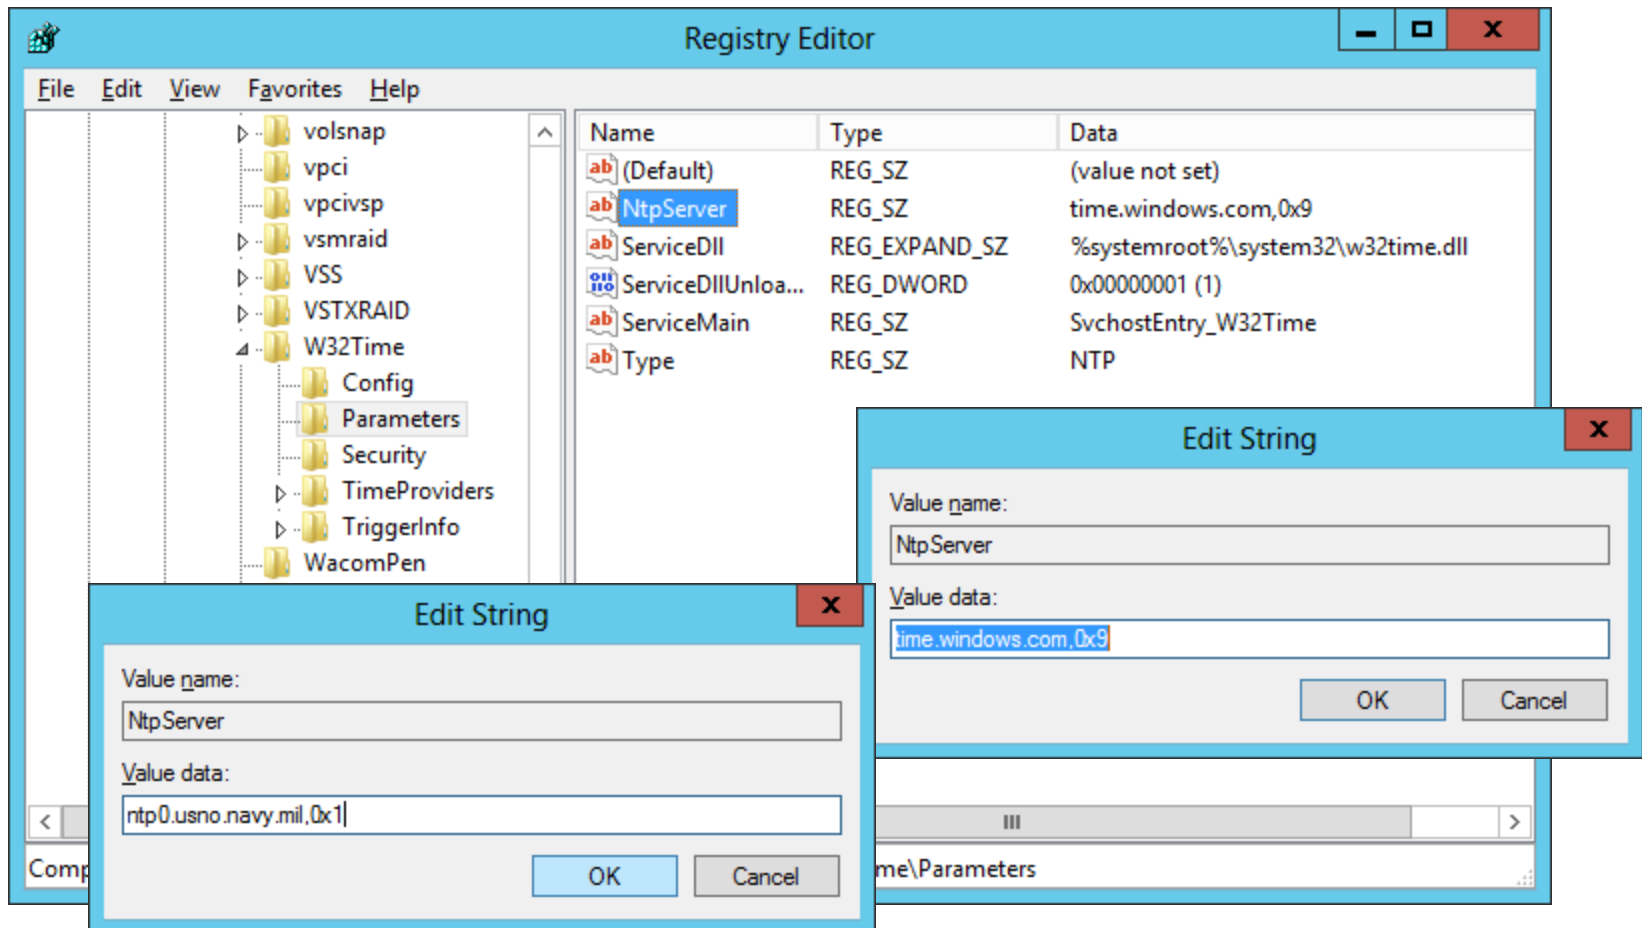 Registry Editor
File Edit View Favorites Help
volsnap
vpci
vpcivsp
vsmraid
VSS
VSTXRAID
W32Time
Config
Parameters
Security
TimeProviders
TriggerInfo
WacomPen
Name Type Data
(Default) REG_SZ (value not set)
NtpServer REG_SZ time.windows.com,0x9
ServiceDll REG_EXPAND_SZ %systemroot%\system32\w32time.dll
ServiceDllUnloa... REG_DWORD 0x00000001 (1)
ServiceMain REG_SZ SvchostEntry_W32Time
Type REG_SZ NTP
Edit String
Value name:
NtpServer
Value data:
time.windows.com,0x9
OK Cancel
Edit String
Value name:
NtpServer
Value data:
ntp0.usno.navy.mil,0x1
OK Cancel
Comp me\Parameters